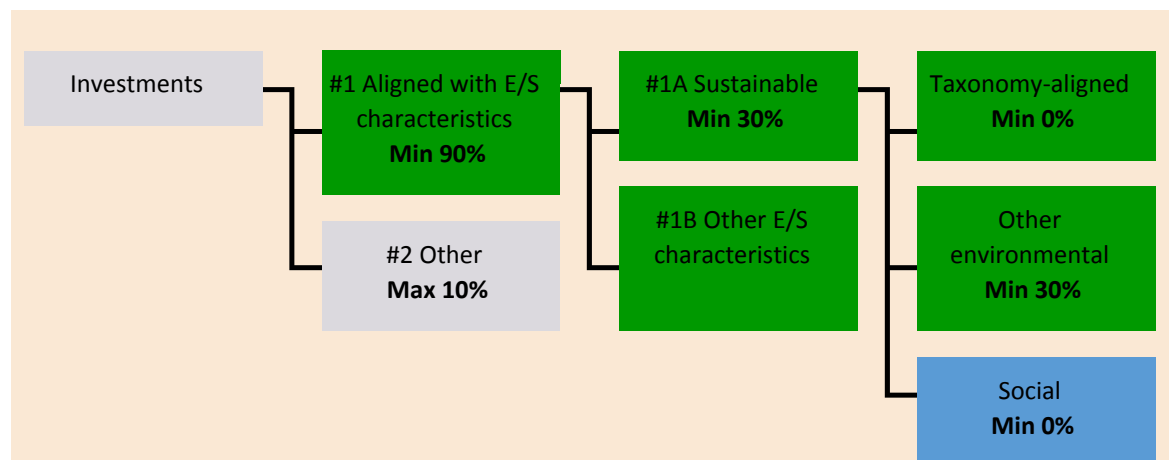 Investments
#1 Aligned with E/S
characteristics
Min 90%
#2 Other
Max 10%
#1A Sustainable
Min 30%
#1B Other E/S
characteristics
Taxonomy-aligned
Min 0%
Other
environmental
Min 30%
Social
Min 0%